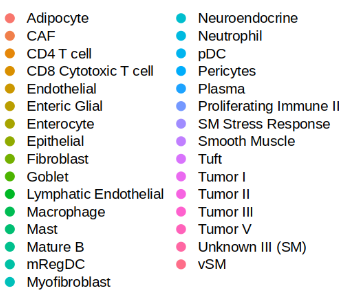 Adipocyte
CAF
CD4 T cell
CD8 Cytotoxic T cell
Endothelial
Enteric Glial
Enterocyte
Epithelial
Fibroblast
Goblet
Lymphatic Endothelial
Macrophage
Mast
Mature B
mRegDC
Myofibroblast
Neuroendocrine
Neutrophil
pDC
Pericytes
Plasma
Proliferating Immune II
SM Stress Response
Smooth Muscle
Tuft
Tumor I
Tumor II
Tumor III
Tumor V
Unknown III (SM)
vSM